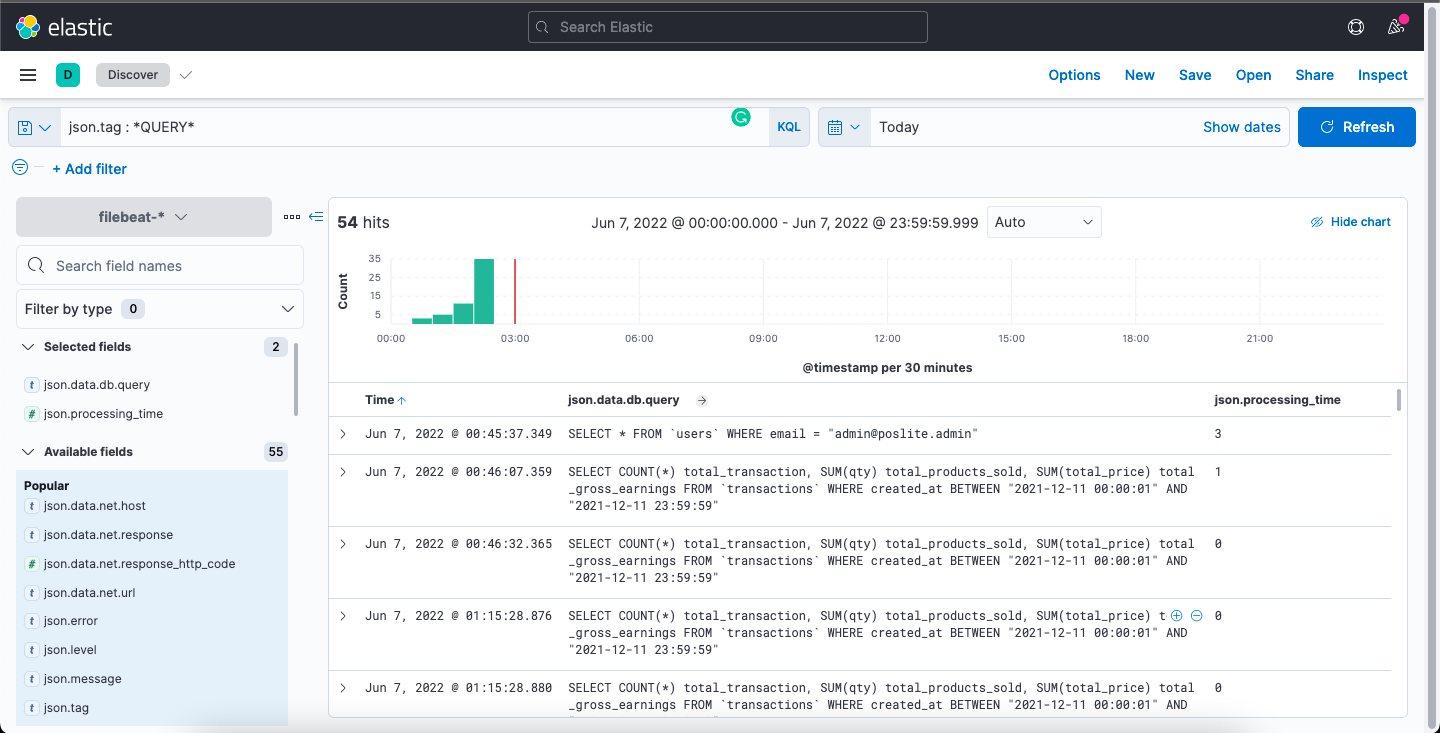 elastic
Search Elastic
D
Discover
Options
New
Save
Open
Share
Inspect
json.tag : *QUERY*
KQL
Today
Show dates
Refresh
+ Add filter
filebeat-*
Search field names
Filter by type 0
Selected fields 2
t json.data.db.query
# json.processing_time
Available fields 55
Popular
t json.data.net.host
t json.data.net.response
# json.data.net.response_http_code
t json.data.net.url
t json.error
t json.level
t json.message
t json.tag
54 hits
Jun 7, 2022 @ 00:00:00.000 - Jun 7, 2022 @ 23:59:59.999
Auto
Hide chart
Count
35
25
15
5
00:00 03:00 06:00 09:00 12:00 15:00 18:00 21:00
@timestamp per 30 minutes
Time json.data.db.query json.processing_time
Jun 7, 2022 @ 00:45:37.349 SELECT * FROM `users` WHERE email = "admin@poslite.admin" 3
Jun 7, 2022 @ 00:46:07.359 SELECT COUNT(*) total_transaction, SUM(qty) total_products_sold, SUM(total_price) total 1
_gross_earnings FROM `transactions` WHERE created_at BETWEEN "2021-12-11 00:00:01" AND
"2021-12-11 23:59:59"
Jun 7, 2022 @ 00:46:32.365 SELECT COUNT(*) total_transaction, SUM(qty) total_products_sold, SUM(total_price) total 0
_gross_earnings FROM `transactions` WHERE created_at BETWEEN "2021-12-11 00:00:01" AND
"2021-12-11 23:59:59"
Jun 7, 2022 @ 01:15:28.876 SELECT COUNT(*) total_transaction, SUM(qty) total_products_sold, SUM(total_price) t 0
_gross_earnings FROM `transactions` WHERE created_at BETWEEN "2021-12-11 00:00:01" AND
"2021-12-11 23:59:59"
Jun 7, 2022 @ 01:15:28.880 SELECT COUNT(*) total_transaction, SUM(qty) total_products_sold, SUM(total_price) total 0
_gross_earnings FROM `transactions` WHERE created_at BETWEEN "2021-12-11 00:00:01" AND